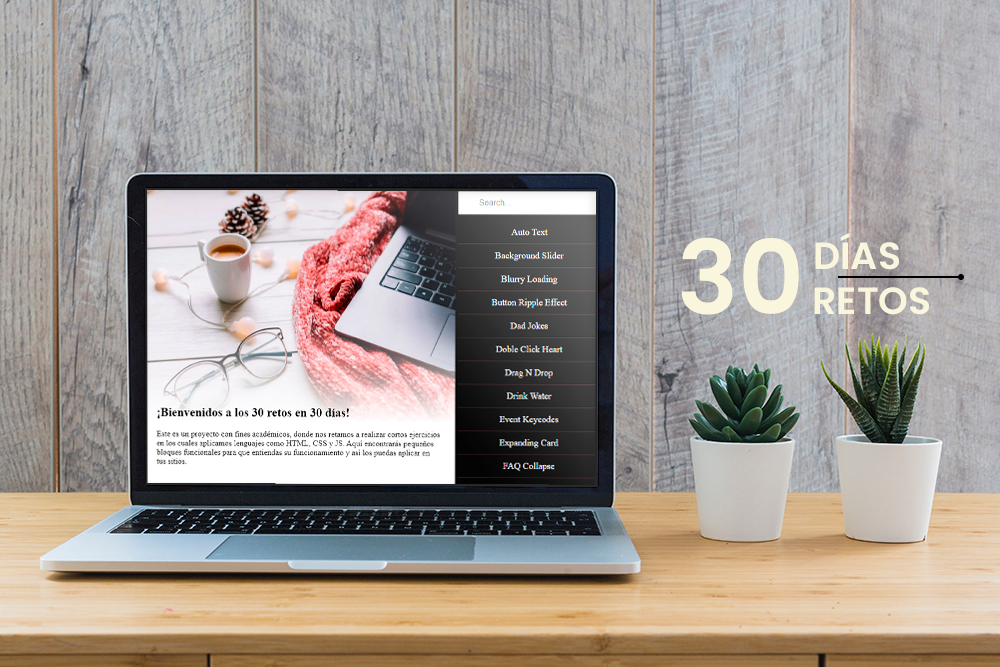 Search...
Auto Text
Background Slider
Blurry Loading
Button Ripple Effect
Dad Jokes
Doble Click Heart
Drag N Drop
Drink Water
Event Keycodes
Expanding Card
FAQ Collapse
¡Bienvenidos a los 30 retos en 30 días!
Este es un proyecto con fines académicos, donde nos retamos a realizar cortos ejercicios
en los cuales aplicamos lenguajes como HTML, CSS y JS. Aquí encontrarás pequeños
bloques funcionales para que entiendas su funcionamiento y así los puedas aplicar en
tus sitios.
30 DÍAS
RETOS